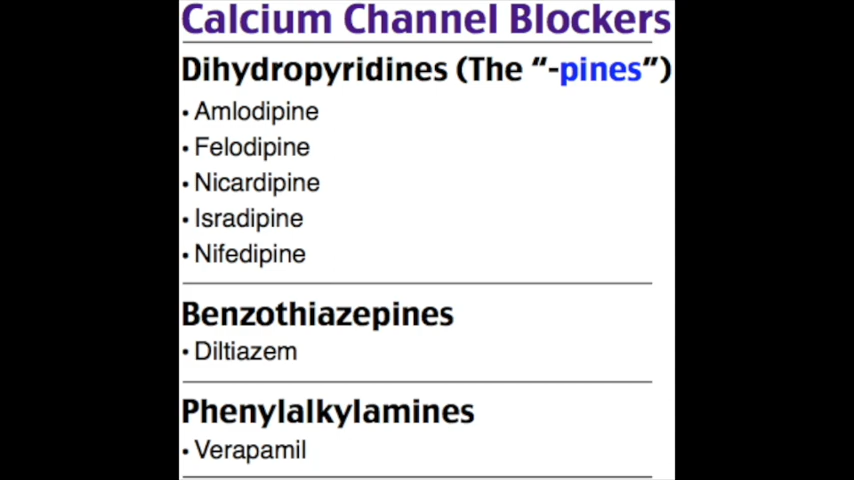 Calcium Channel Blockers
Dihydropyridines (The “-pines”)
• Amlodipine
• Felodipine
• Nicardipine
• Isradipine
• Nifedipine
Benzothiazepines
• Diltiazem
Phenylalkylamines
• Verapamil